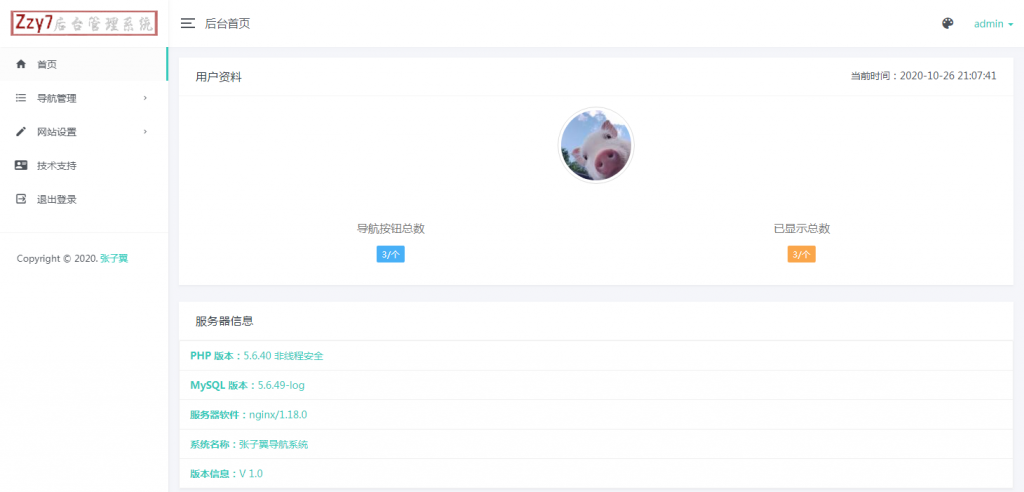 Zzy7后台管理系统
后台首页
admin
首页
导航管理
网站设置
技术支持
退出登录
Copyright © 2020. 张子翼
用户资料
当前时间：2020-10-26 21:07:41
导航按钮总数
已显示总数
3/个
3/个
服务器信息
PHP 版本：5.6.40 非线程安全
MySQL 版本：5.6.49-log
服务器软件：nginx/1.18.0
系统名称：张子翼导航系统
版本信息：V 1.0